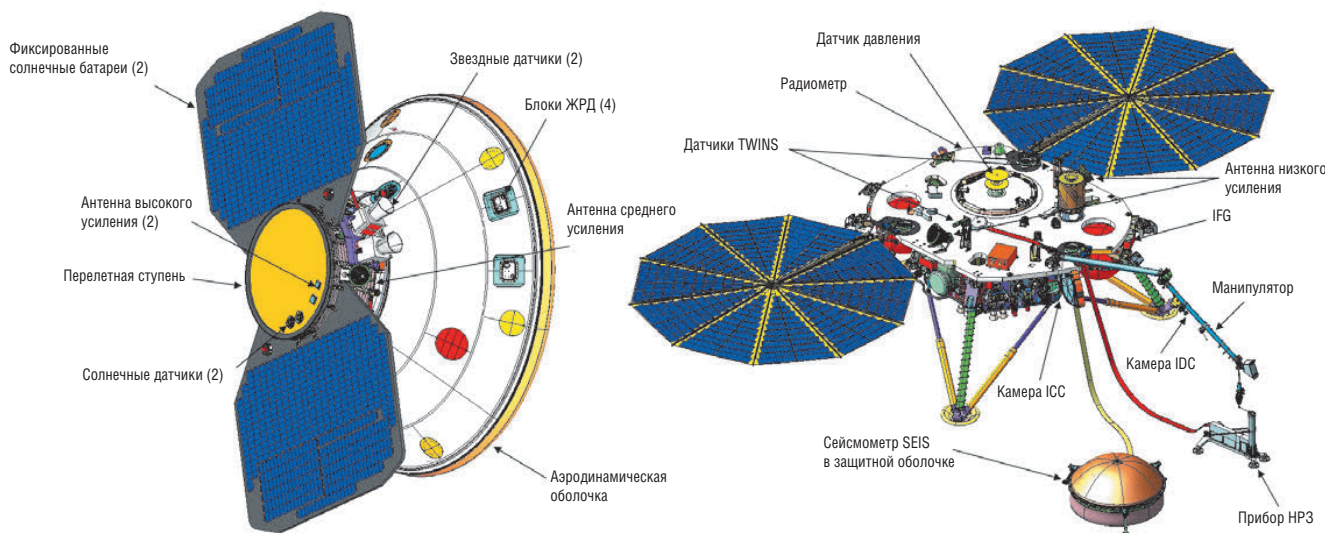 Фиксированные
солнечные батареи (2)
Звездные датчики (2)
Блоки ЖРД (4)
Антенна высокого
усиления (2)
Антенна среднего
усиления
Перелетная ступень
Солнечные датчики (2)
Аэродинамическая
оболочка
Датчик давления
Радиометр
Датчики TWINS
Антенна низкого
усиления
IFG
Манипулятор
Камера IDC
Камера ICC
Сейсмометр SEIS
в защитной оболочке
Прибор HP3